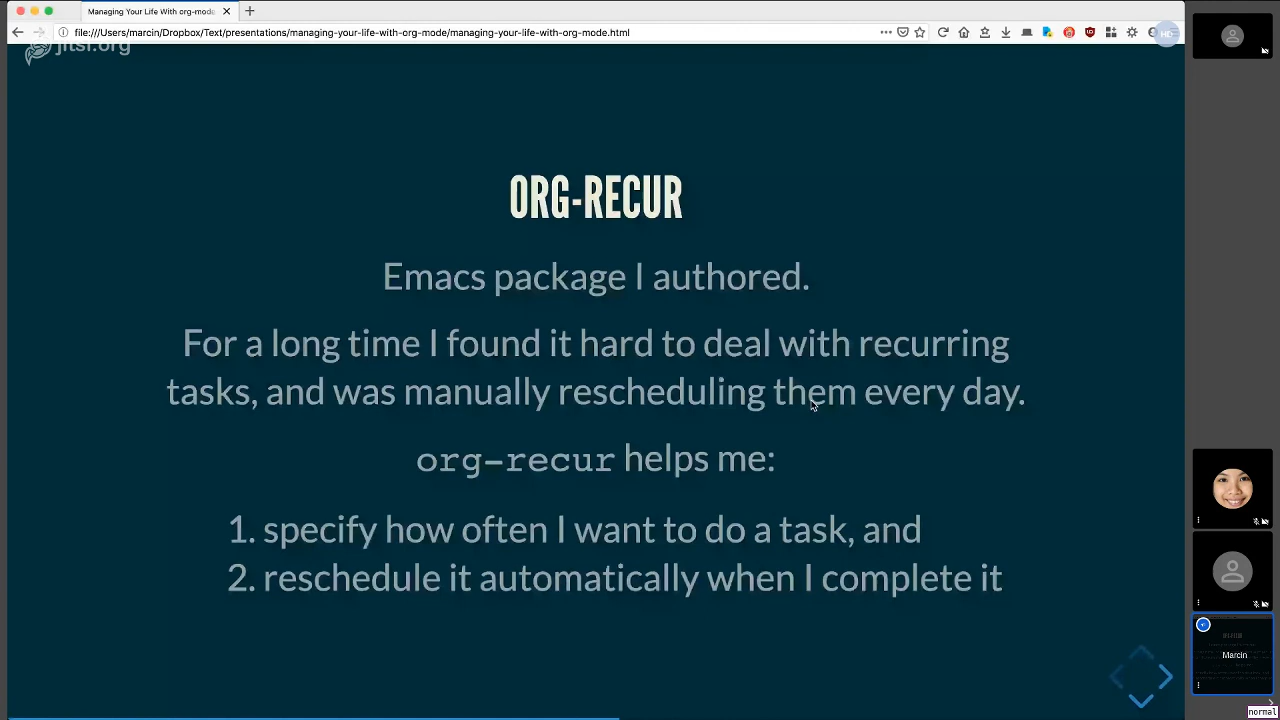 Managing Your Life With org-mode
file:///Users/marcin/Dropbox/Text/presentations/managing-your-life-with-org-mode/managing-your-life-with-org-mode.html
HD
jitsi.org
ORG-RECUR
Emacs package I authored.
For a long time I found it hard to deal with recurring
tasks, and was manually rescheduling them every day.
org-recur helps me:
1. specify how often I want to do a task, and
2. reschedule it automatically when I complete it
Marcin
normal